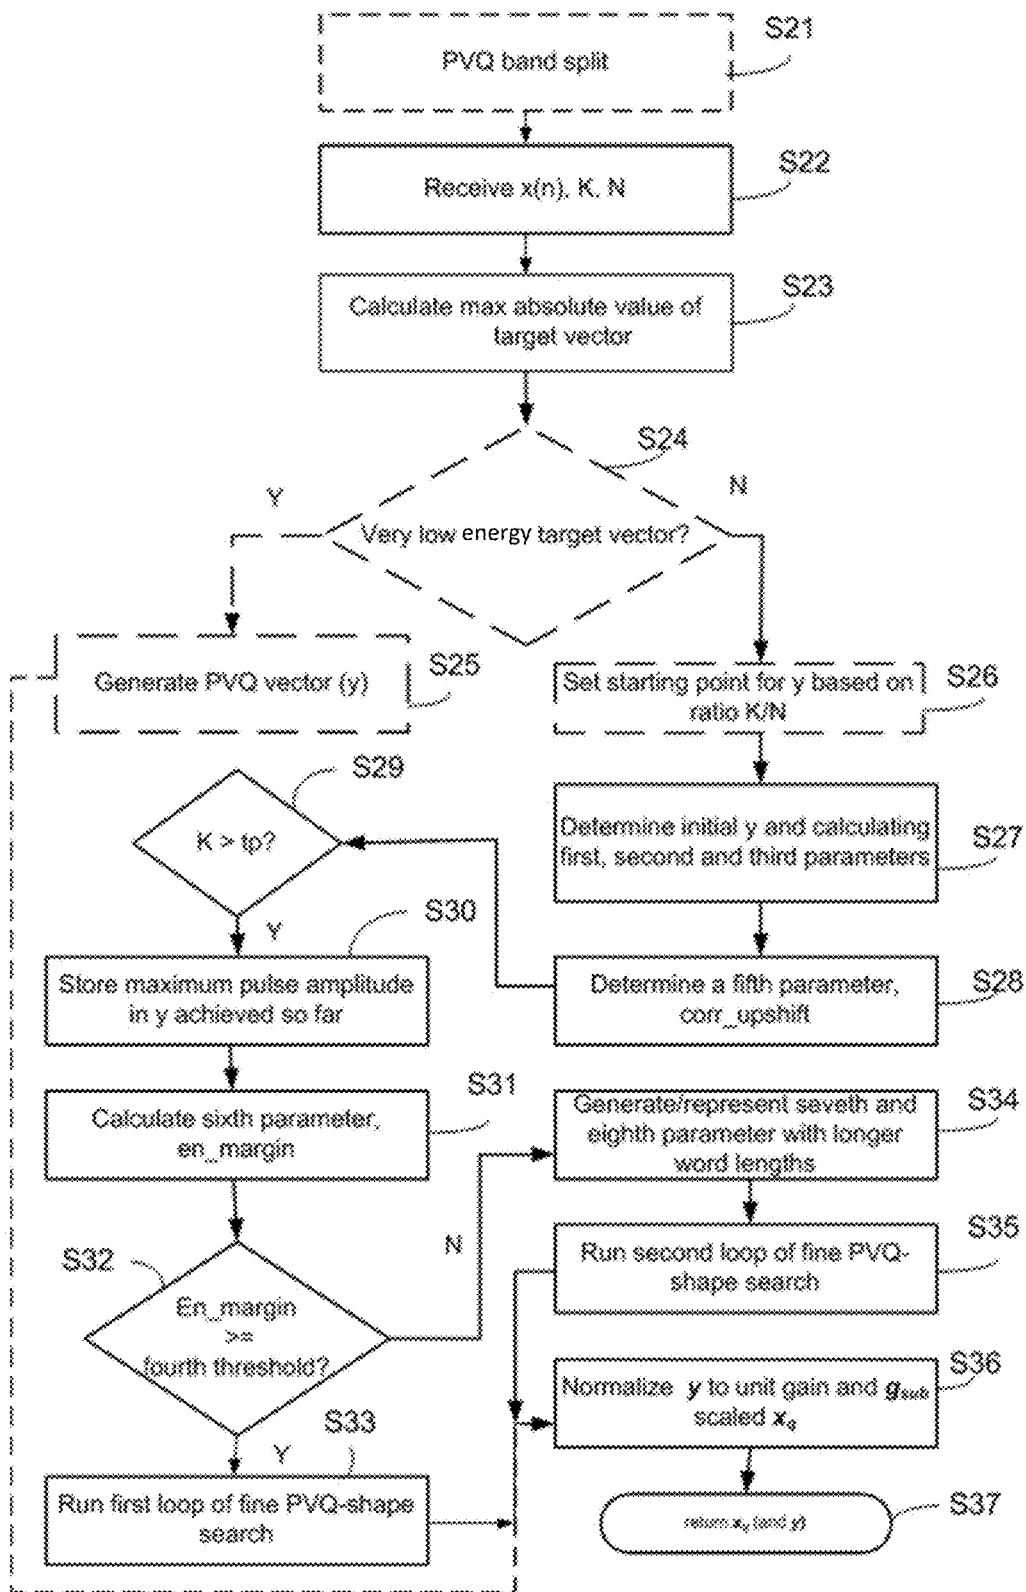 S21
PVQ band split
S22
Receive x(n), K, N
S23
Calculate max absolute value of
target vector
S24
Y
N
Very low energy target vector?
S25
Generate PVQ vector (y)
S26
Set starting point for y based on
ratio K/N
S29
K > tp?
S27
Determine initial y and calculating
first, second and third parameters
S30
Y
Store maximum pulse amplitude
in y achieved so far
S28
Determine a fifth parameter,
corr_upshift
S31
Calculate sixth parameter,
en_margin
S34
Generate/represent seveth and
eighth parameter with longer
word lengths
S32
N
En_margin
>=
fourth threshold?
S35
Run second loop of fine PVQ-
shape search
S36
Normalize y to unit gain and gsub
scaled xq
S33
Y
Run first loop of fine PVQ-shape
search
S37
return xq (and y)